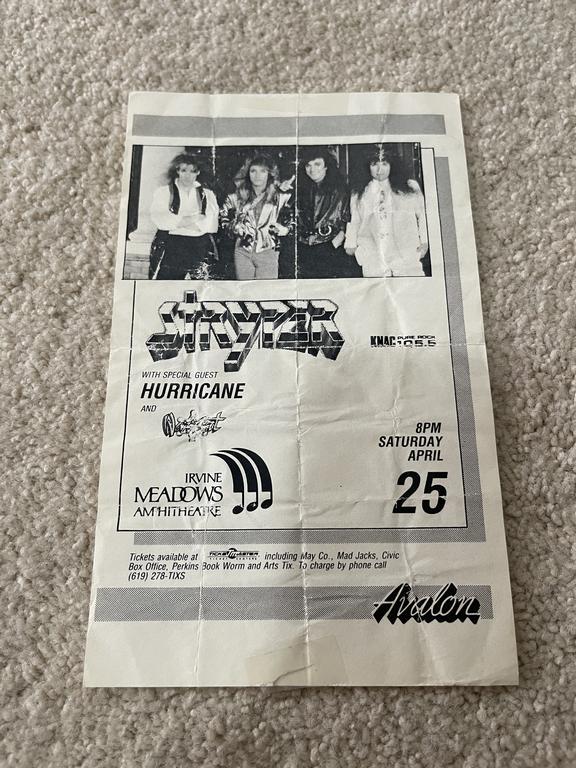 STRYPER
KNAC PURE ROCK 105.5
WITH SPECIAL GUEST
HURRICANE
AND
8PM
SATURDAY
APRIL
25
IRVINE
MEADOWS
AMPHITHEATRE
Tickets available at TICKETMASTER including May Co., Mad Jacks, Civic
Box Office, Perkins Book Worm and Arts Tix. To charge by phone call
(619) 278-TIXS
Avalon